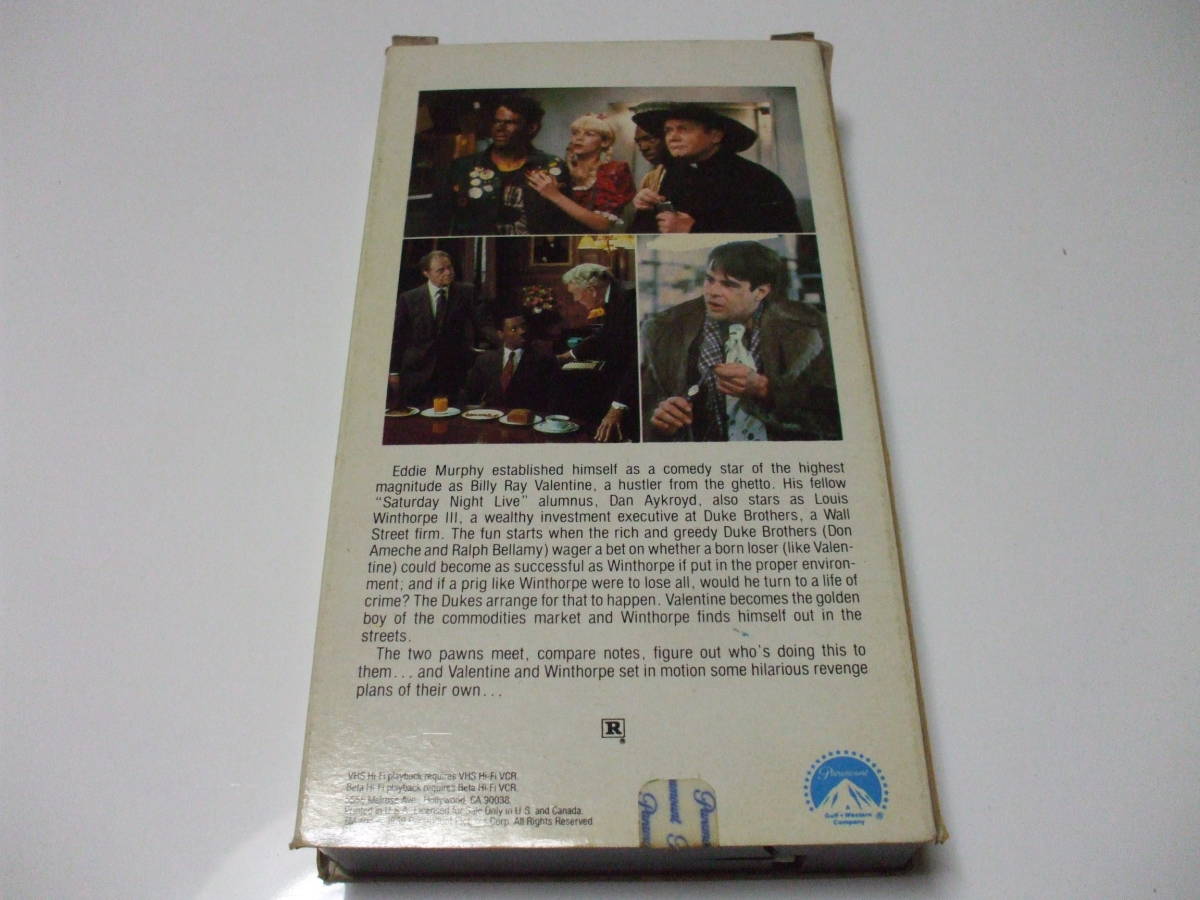 Eddie Murphy established himself as a comedy star of the highest
magnitude as Billy Ray Valentine, a hustler from the ghetto. His fellow
“Saturday Night Live” alumnus, Dan Aykroyd, also stars as Louis
Winthorpe III, a wealthy investment executive at Duke Brothers, a Wall
Street firm. The fun starts when the rich and greedy Duke Brothers (Don
Ameche and Ralph Bellamy) wager a bet on whether a born loser (like Valen-
tine) could become as successful as Winthorpe if put in the proper environ-
ment; and if a prig like Winthorpe were to lose all, would he turn to a life of
crime? The Dukes arrange for that to happen. Valentine becomes the golden
boy of the commodities market and Winthorpe finds himself out in the
streets.
The two pawns meet, compare notes, figure out who's doing this to
them... and Valentine and Winthorpe set in motion some hilarious revenge
plans of their own...
R
®
VHS Hi-Fi playback requires VHS Hi-Fi VCR.
Beta Hi-Fi playback requires Beta Hi-Fi VCR.
5555 Melrose Ave., Hollywood, CA 90038.
Printed in U.S.A. Licensed for Sale Only in U.S. and Canada.
Corp. All Rights Reserved.
Paramount
Gulf+Western
Company
®